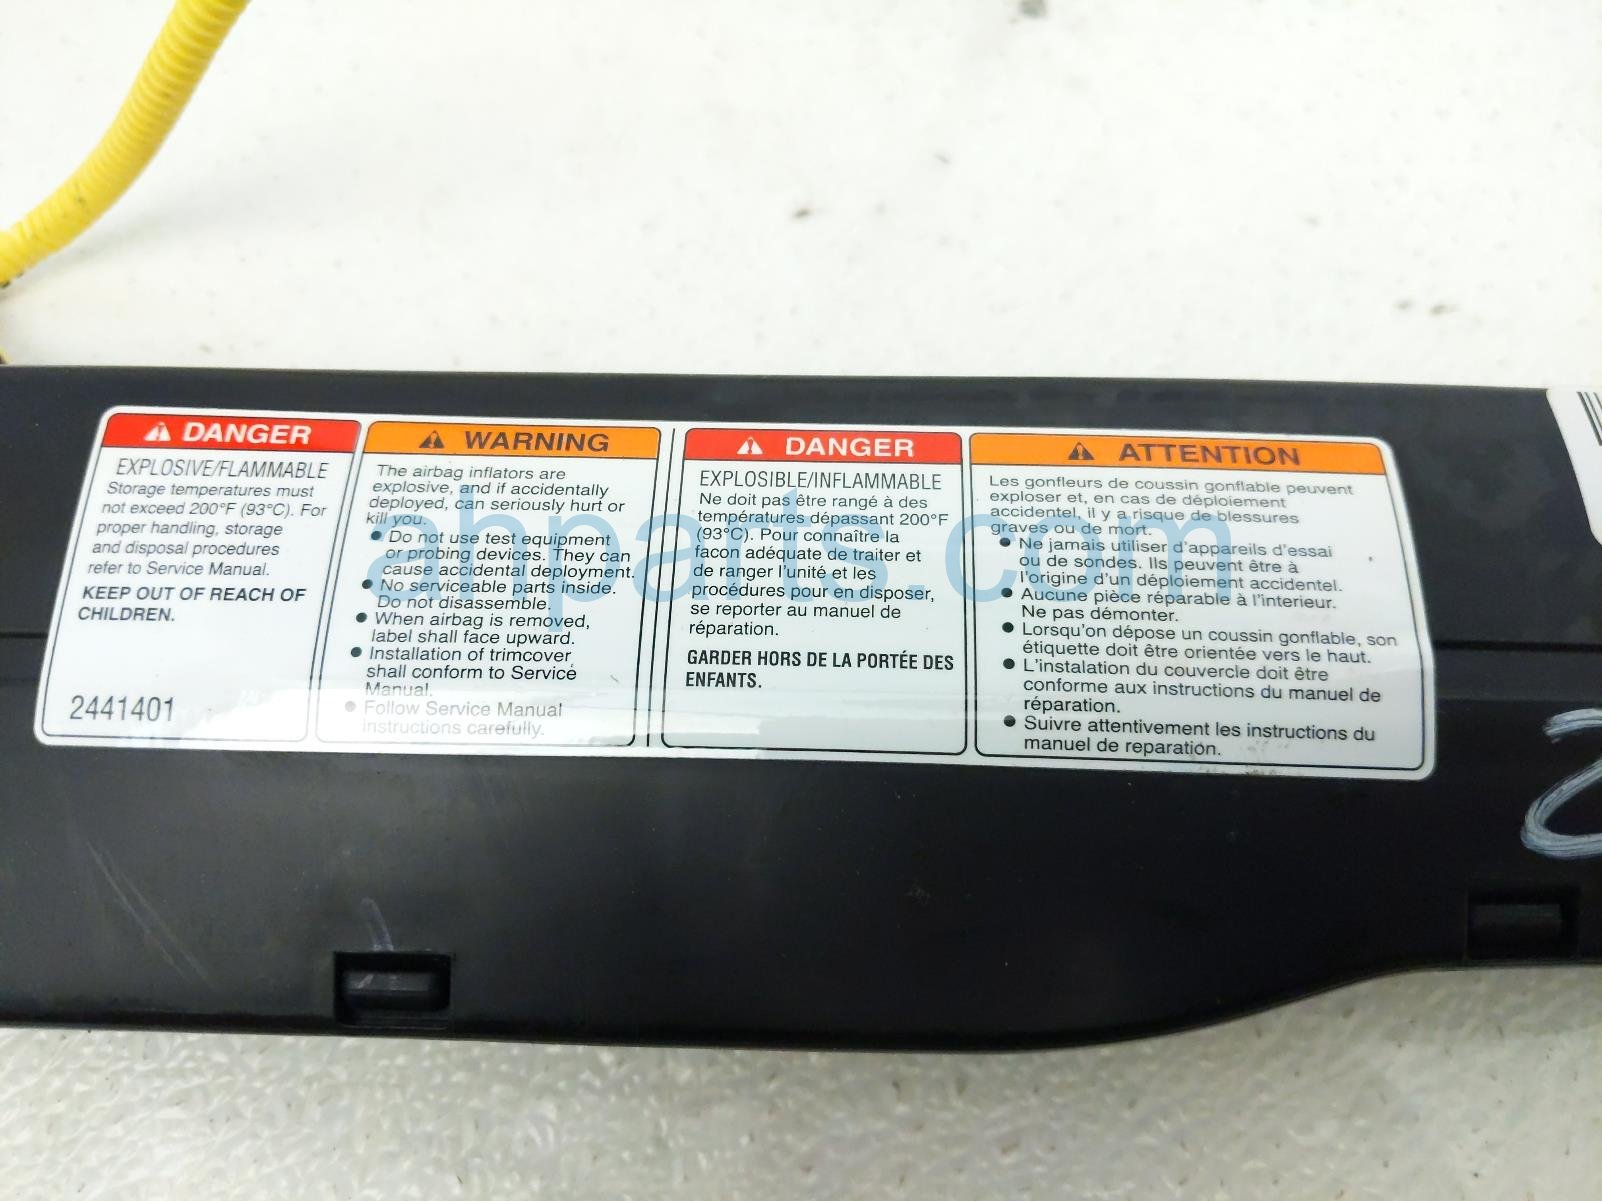 DANGER
EXPLOSIVE/FLAMMABLE
Storage temperatures must
not exceed 200°F (93°C). For
proper handling, storage
and disposal procedures
refer to Service Manual.
KEEP OUT OF REACH OF
CHILDREN.
2441401
WARNING
The airbag inflators are
explosive, and if accidentally
deployed, can seriously hurt or
kill you.
• Do not use test equipment
or probing devices. They can
cause accidental deployment.
• No serviceable parts inside.
Do not disassemble.
• When airbag is removed,
label shall face upward.
• Installation of trimcover
shall conform to Service
Manual.
• Follow Service Manual
instructions carefully.
DANGER
EXPLOSIBLE/INFLAMMABLE
Ne doit pas être rangé à des
températures dépassant 200°F
(93°C). Pour connaître la
facon adéquate de traiter et
de ranger l'unité et les
procédures pour en disposer,
se reporter au manuel de
réparation.
GARDER HORS DE LA PORTÉE DES
ENFANTS.
ATTENTION
Les gonfleurs de coussin gonflable peuvent
exploser et, en cas de déploiement
accidentel, il y a risque de blessures
graves ou de mort.
• Ne jamais utiliser d'appareils d'essai
ou de sondes. Ils peuvent être à
l'origine d'un déploiement accidentel.
• Aucune pièce réparable à l'interieur.
Ne pas démonter.
• Lorsqu'on dépose un coussin gonflable, son
étiquette doit être orientée vers le haut.
• L'instalation du couvercle doit être
conforme aux instructions du manuel de
réparation.
• Suivre attentivement les instructions du
manuel de reparation.
ahparts.com
2